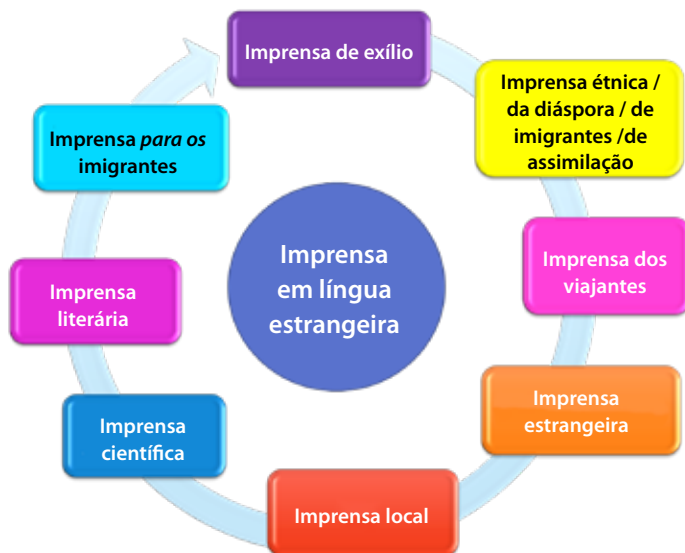 Imprensa de exílio
Imprensa étnica /
da diáspora / de
imigrantes /de
assimilação
Imprensa dos
viajantes
Imprensa
estrangeira
Imprensa local
Imprensa
científica
Imprensa
literária
Imprensa para os
imigrantes
Imprensa
em língua
estrangeira